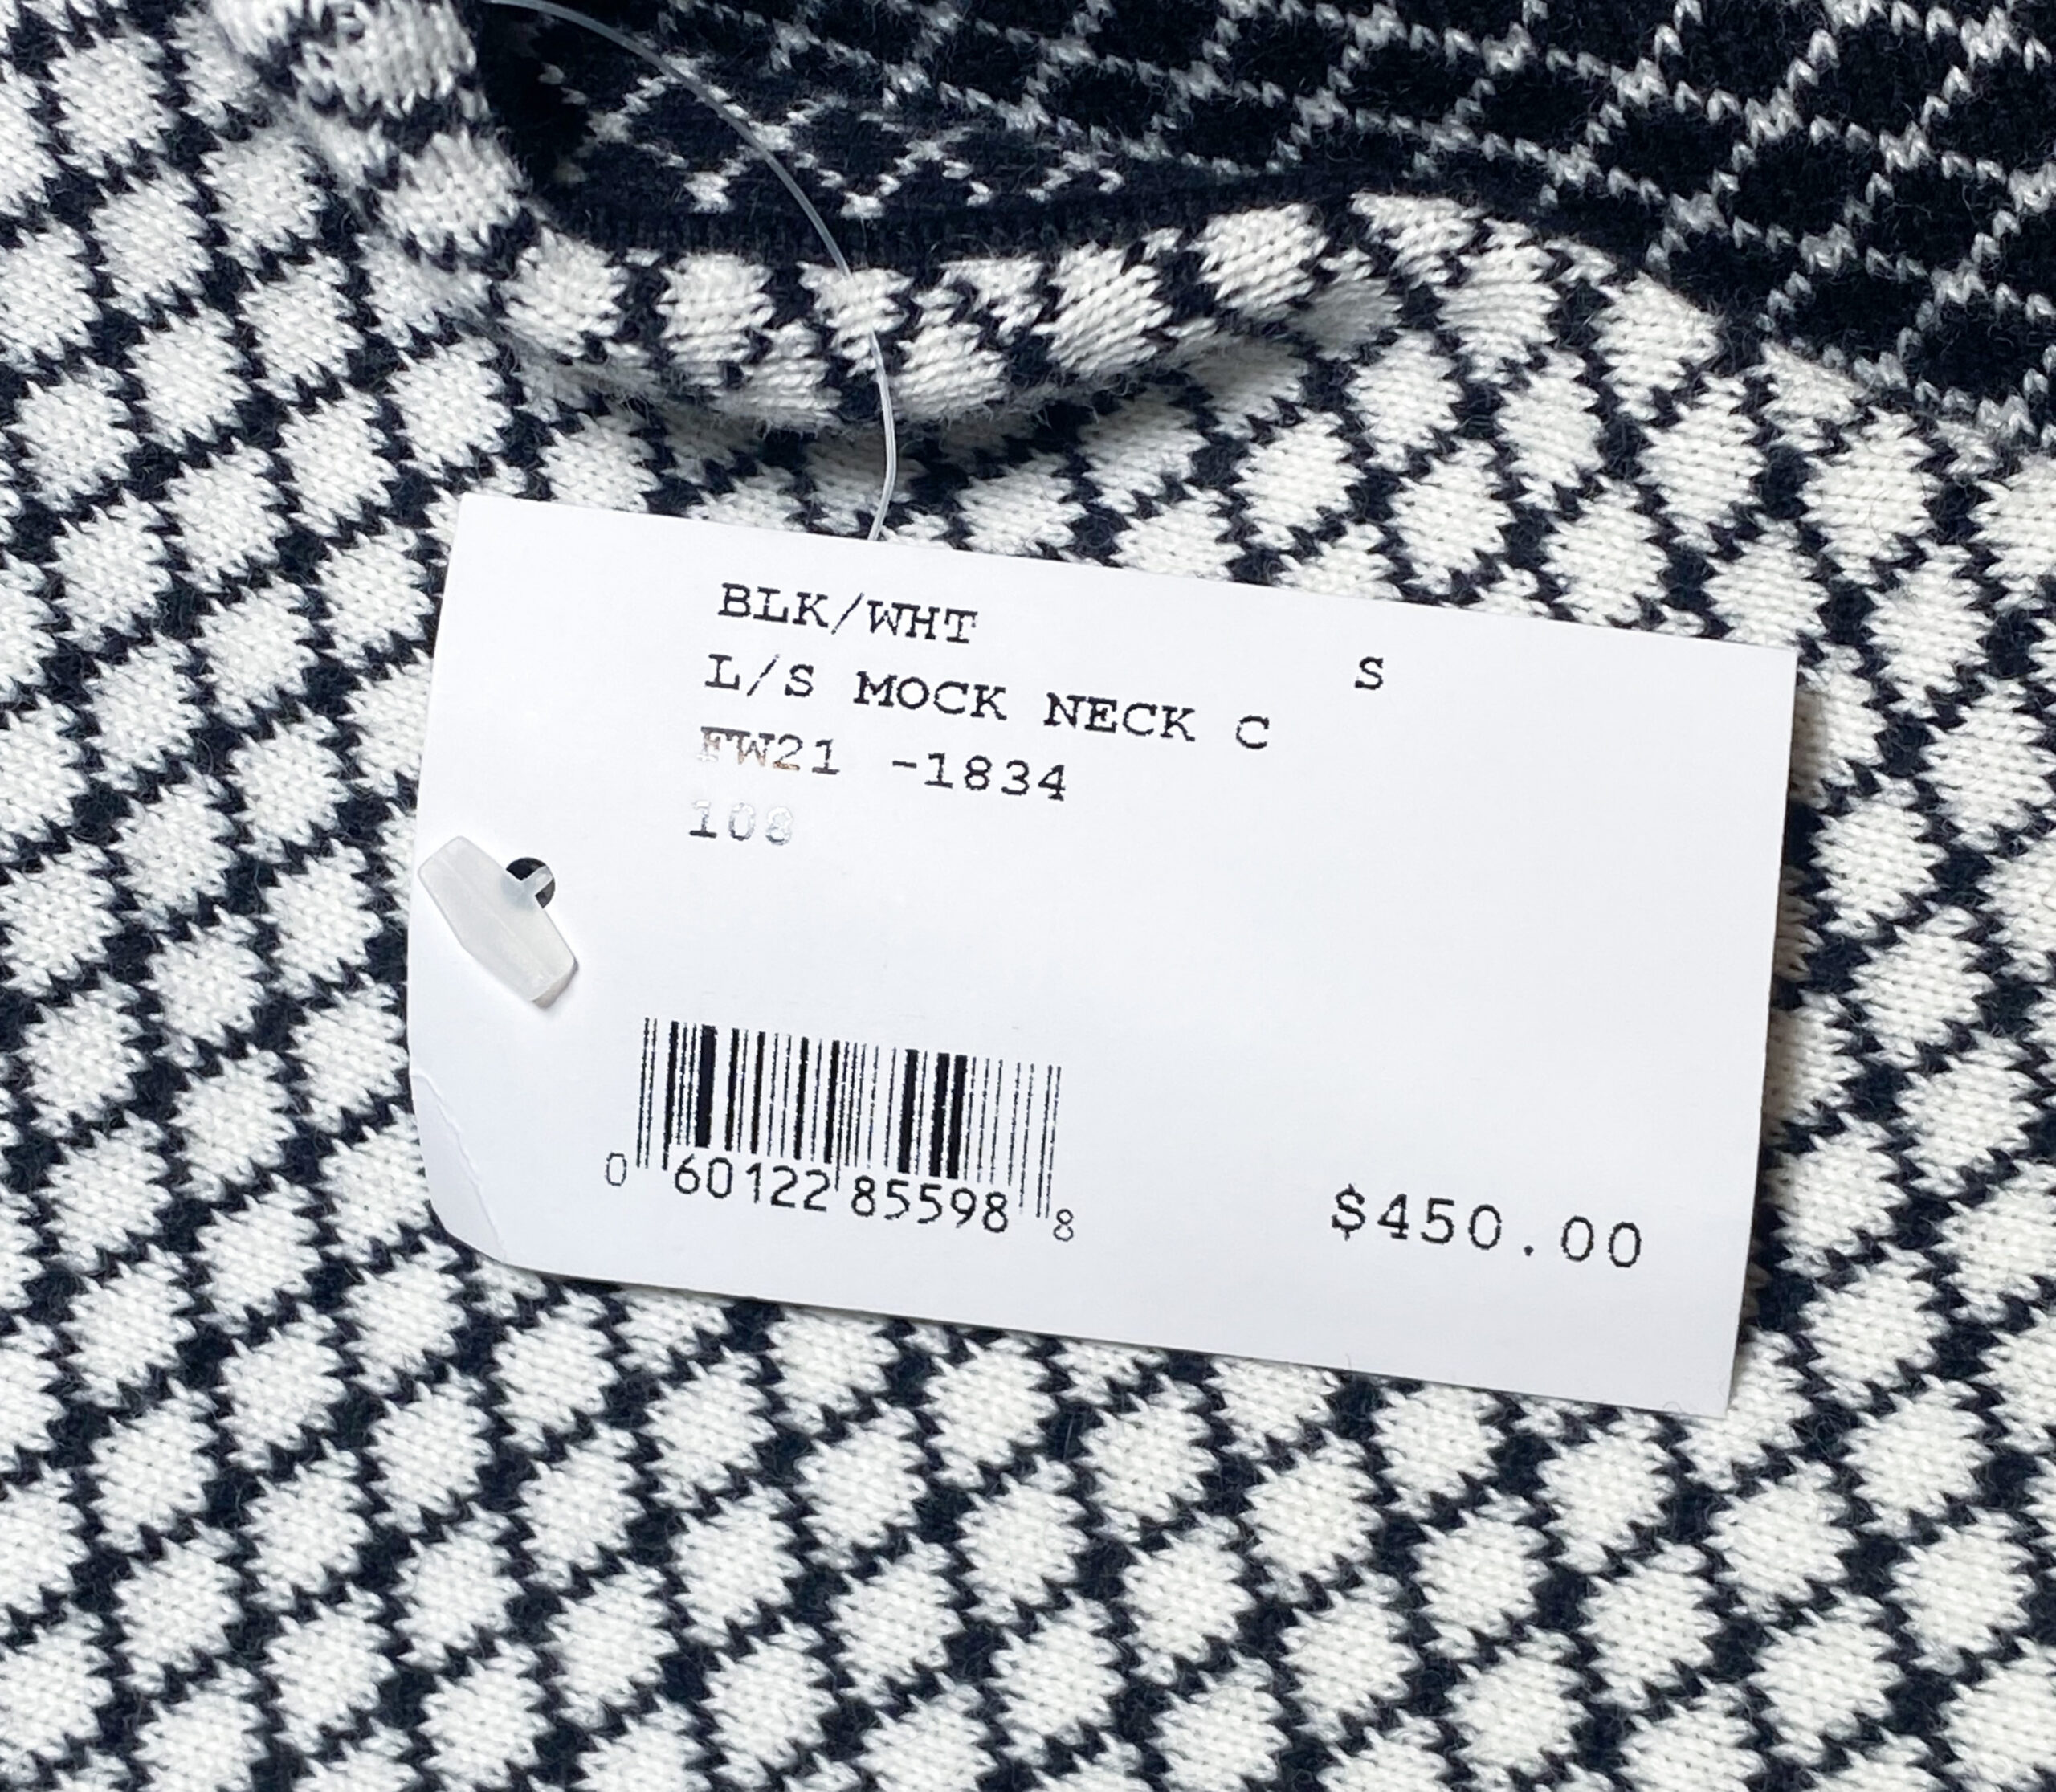 BLK/WHT
L/S MOCK NECK C S
FW21 -1834
108
0 60122 85598 8
$450.00